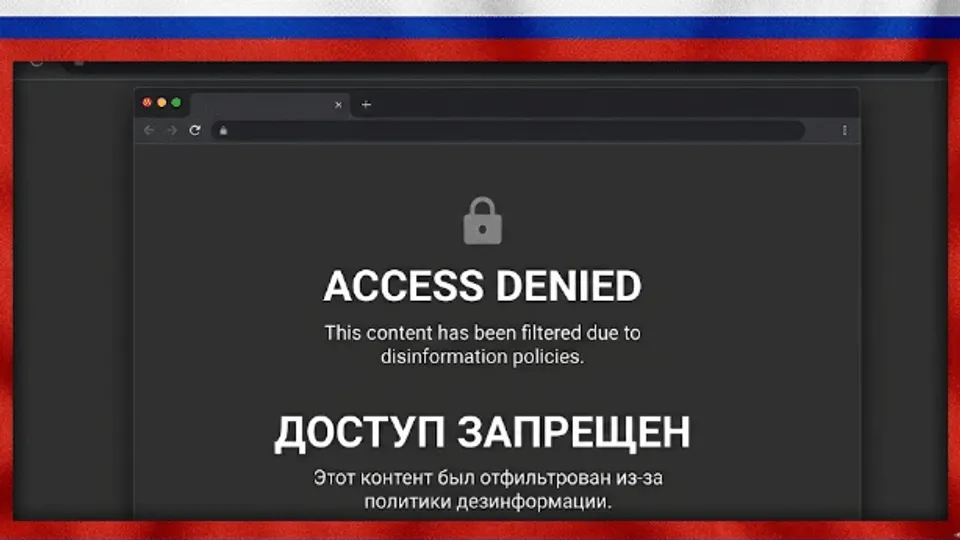 ACCESS DENIED
This content has been filtered due to
disinformation policies.
ДОСТУП ЗАПРЕЩЕН
Этот контент был отфильтрован из-за
политики дезинформации.